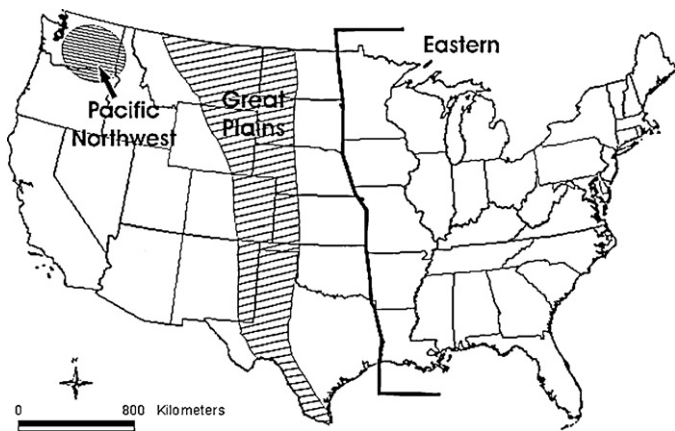 Eastern
Great
Plains
Pacific
Northwest
N
0 800 Kilometers